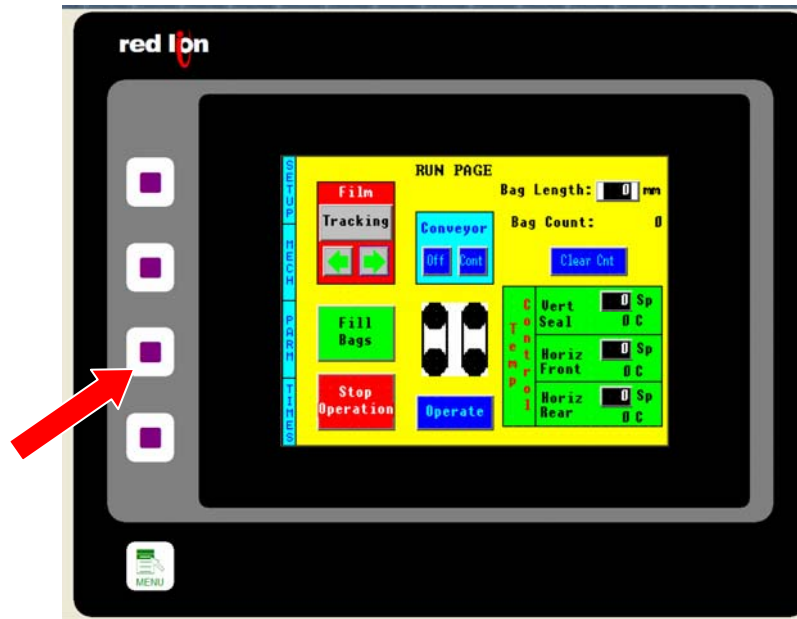 red lion
RUN PAGE
SETUP
MECH
PARM
TIMES
Film
Tracking
Conveyor
Off
Cont
Bag Length: 0 mm
Bag Count: 0
Clear Cnt
Fill
Bags
Stop
Operation
Operate
Temp
Control
Vert 0 Sp
Seal 0 C
Horiz 0 Sp
Front 0 C
Horiz 0 Sp
Rear 0 C
MENU